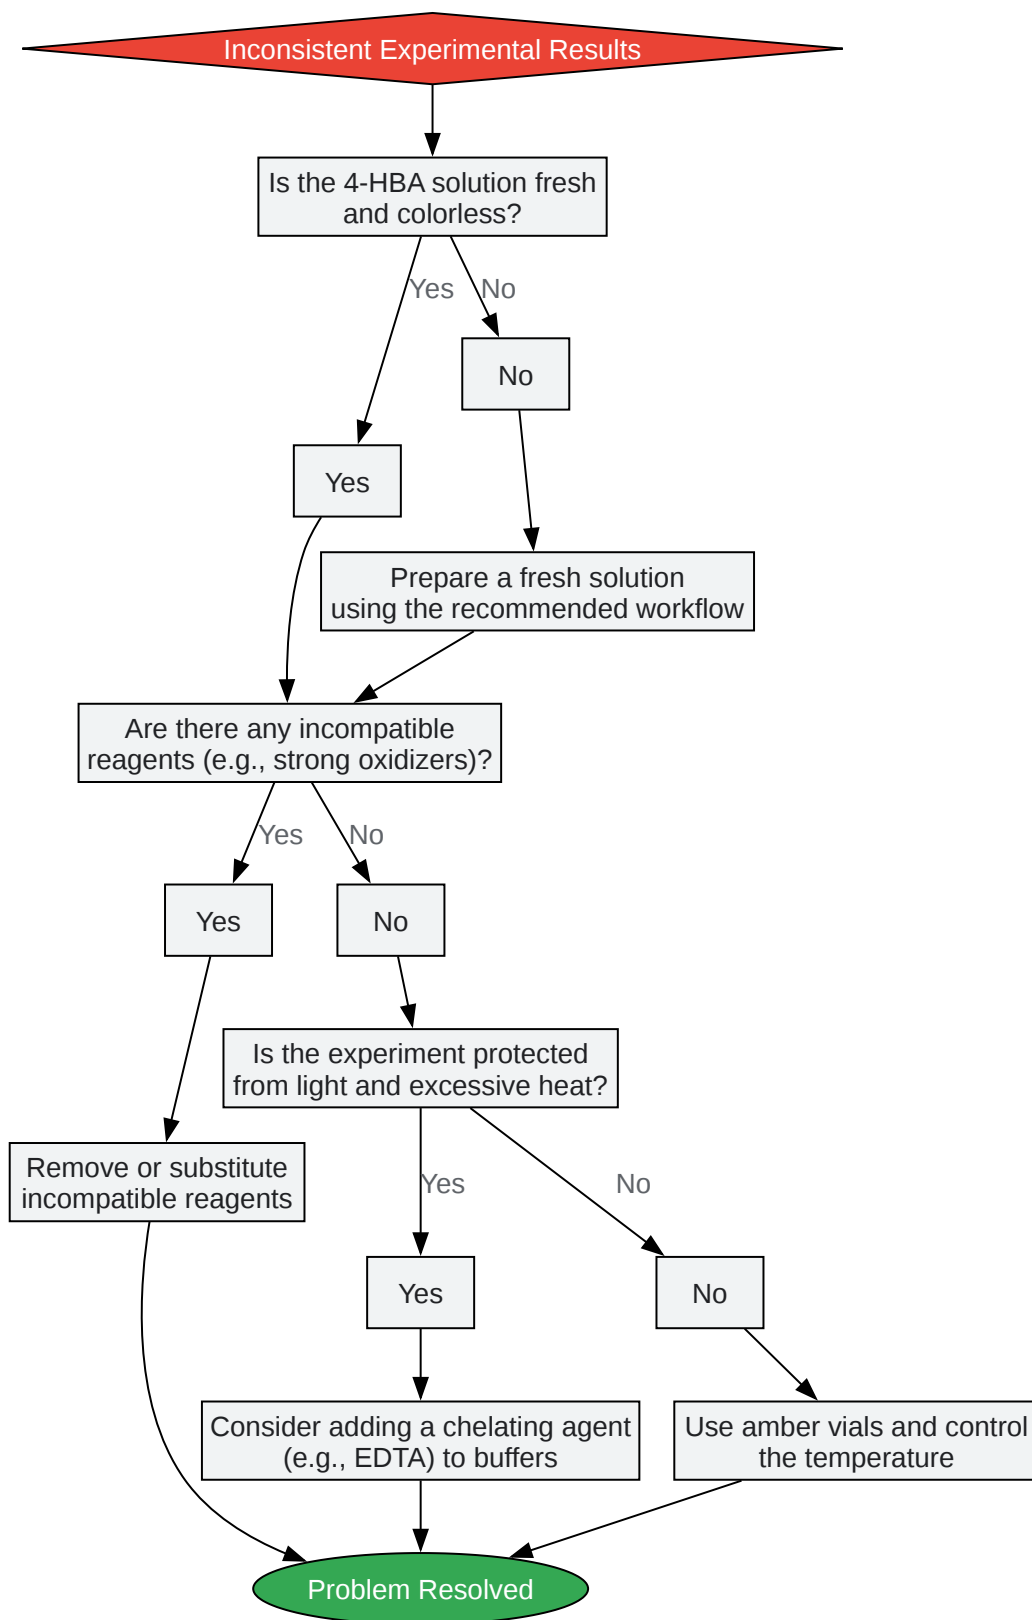 Inconsistent Experimental Results
Is the 4-HBA solution fresh
and colorless?
Yes
No
No
Yes
Prepare a fresh solution
using the recommended workflow
Are there any incompatible
reagents (e.g., strong oxidizers)?
Yes
No
Yes
No
Is the experiment protected
from light and excessive heat?
Remove or substitute
incompatible reagents
Yes
No
Yes
No
Consider adding a chelating agent
(e.g., EDTA) to buffers
Use amber vials and control
the temperature
Problem Resolved